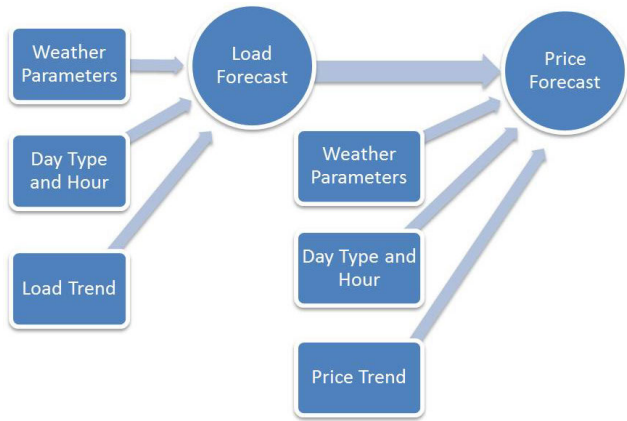 Weather
Parameters
Load
Forecast
Price
Forecast
Day Type
and Hour
Weather
Parameters
Load Trend
Day Type and
Hour
Price Trend